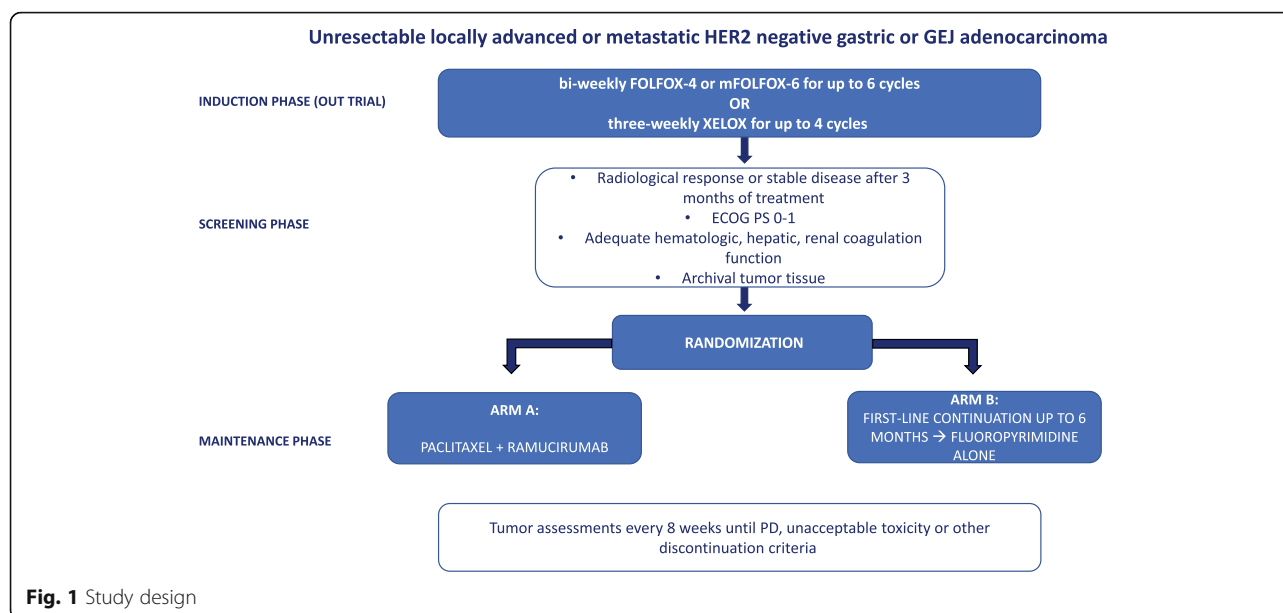 Unresectable locally advanced or metastatic HER2 negative gastric or GEJ adenocarcinoma
INDUCTION PHASE (OUT TRIAL)
bi-weekly FOLFOX-4 or mFOLFOX-6 for up to 6 cycles
OR
three-weekly XELOX for up to 4 cycles
SCREENING PHASE
• Radiological response or stable disease after 3
months of treatment
• ECOG PS 0-1
• Adequate hematologic, hepatic, renal coagulation
function
• Archival tumor tissue
RANDOMIZATION
MAINTENANCE PHASE
ARM A:
PACLITAXEL + RAMUCIRUMAB
ARM B:
FIRST-LINE CONTINUATION UP TO 6
MONTHS → FLUOROPYRIMIDINE
ALONE
Tumor assessments every 8 weeks until PD, unacceptable toxicity or other
discontinuation criteria
Fig. 1 Study design